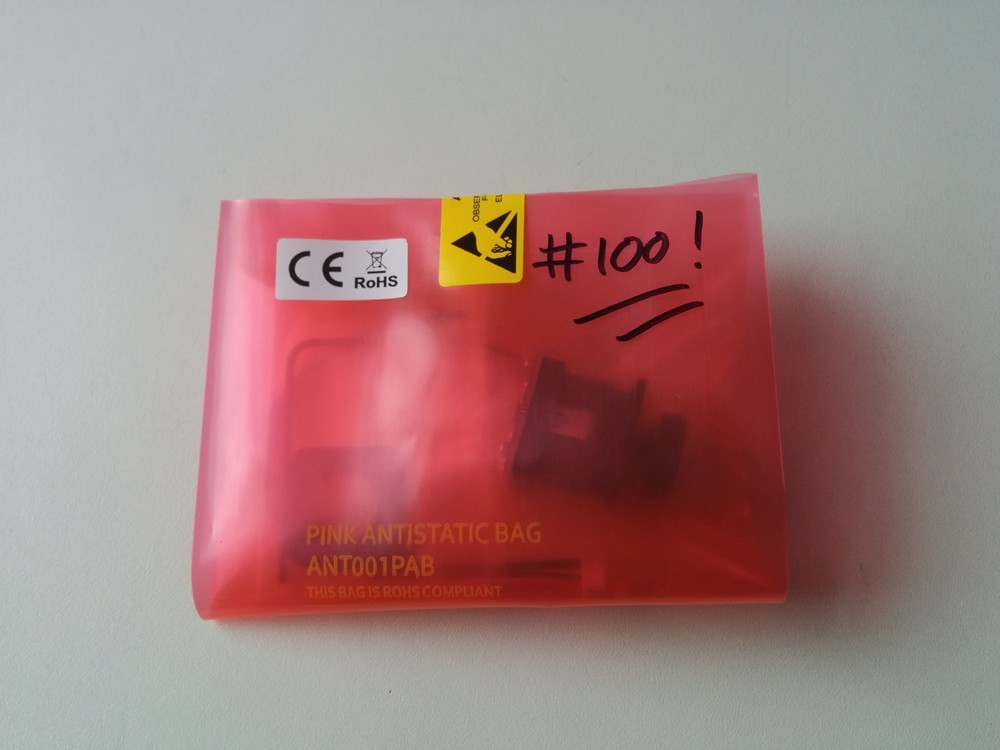 CE
RoHS
#100!
PINK ANTISTATIC BAG
ANT001PAB
THIS BAG IS ROHS COMPLIANT